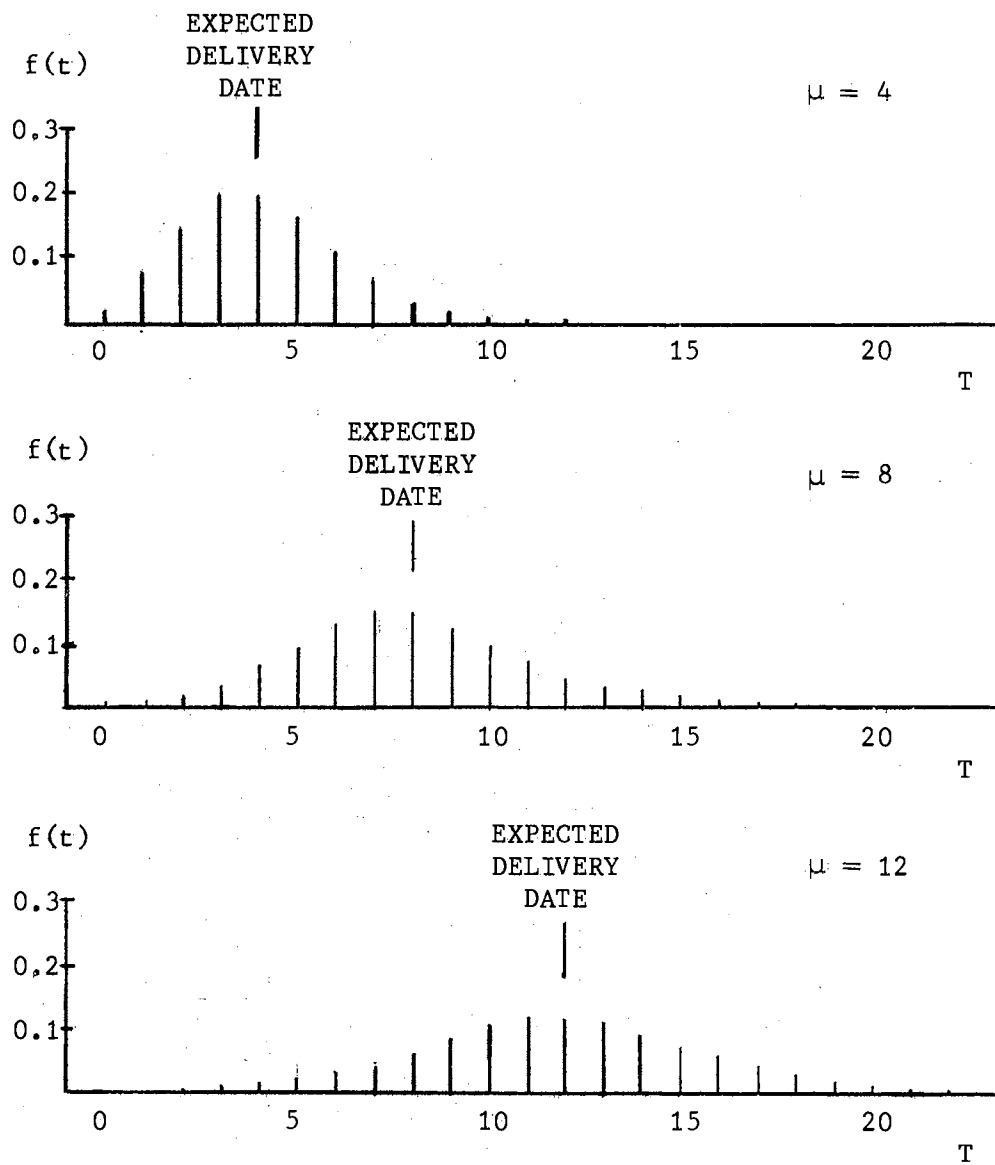 EXPECTED
DELIVERY
DATE
f(t)
μ = 4
0.3
0.2
0.1
0 5 10 15 20
T
EXPECTED
DELIVERY
DATE
f(t)
μ = 8
0.3
0.2
0.1
0 5 10 15 20
T
EXPECTED
DELIVERY
DATE
f(t)
μ = 12
0.3
0.2
0.1
0 5 10 15 20
T